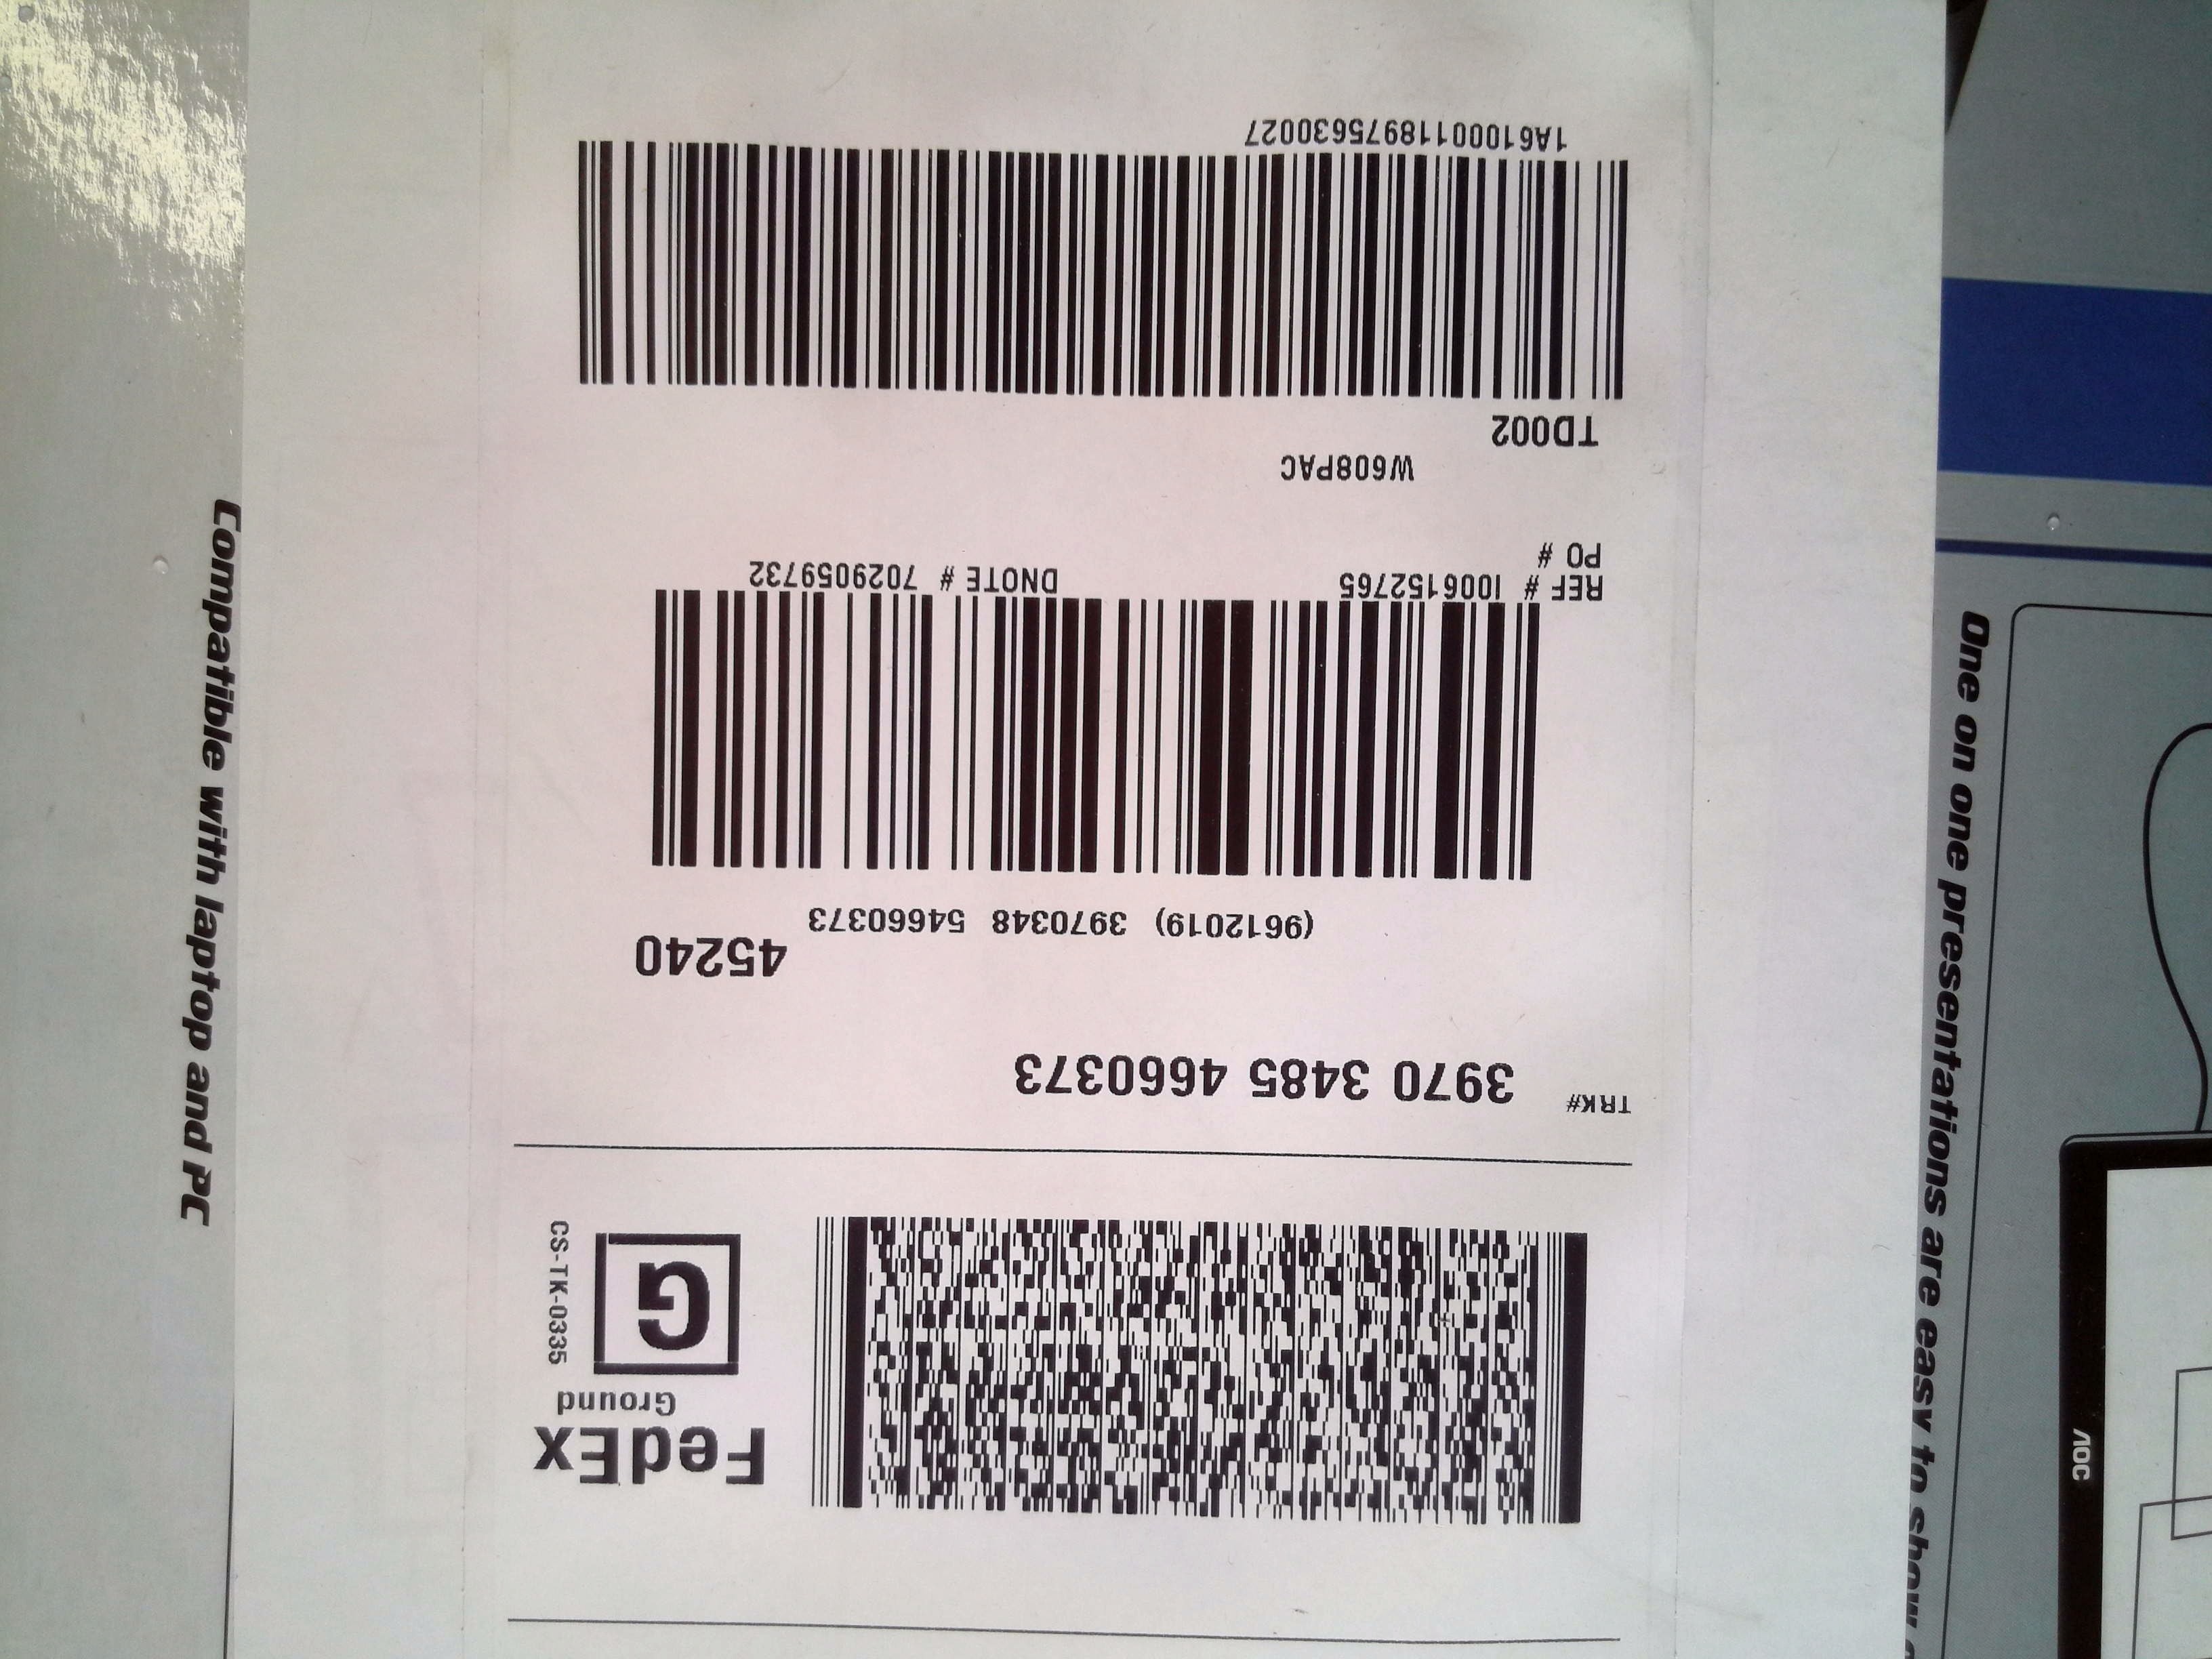 FedEx
Ground
G
CS-TK-0335
TRK#
3970 3485 4660373
45240
(9612019) 3970348 54660373
REF # I006152765
DNOTE # 7029059732
PO #
W608PAC
TD002
1A61000118975630027
Compatible with laptop and PC
One on one presentations are easy to show
AOC